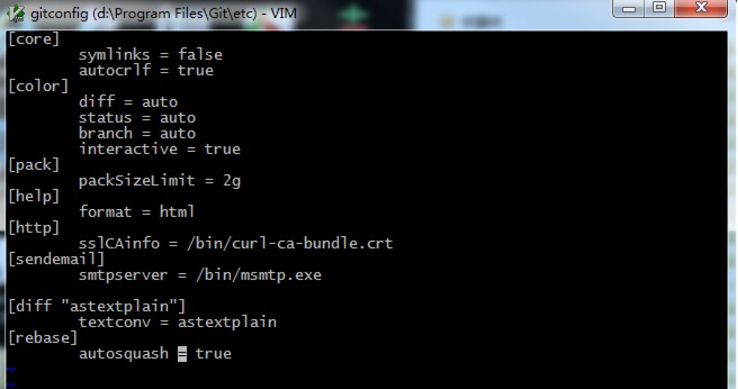 gitconfig (d:\Program Files\Git\etc) - VIM
[core]
        symlinks = false
        autocrlf = true
[color]
        diff = auto
        status = auto
        branch = auto
        interactive = true
[pack]
        packSizeLimit = 2g
[help]
        format = html
[http]
        sslCAinfo = /bin/curl-ca-bundle.crt
[sendemail]
        smtpserver = /bin/msmtp.exe

[diff "astextplain"]
        textconv = astextplain
[rebase]
        autosquash = true
~
~